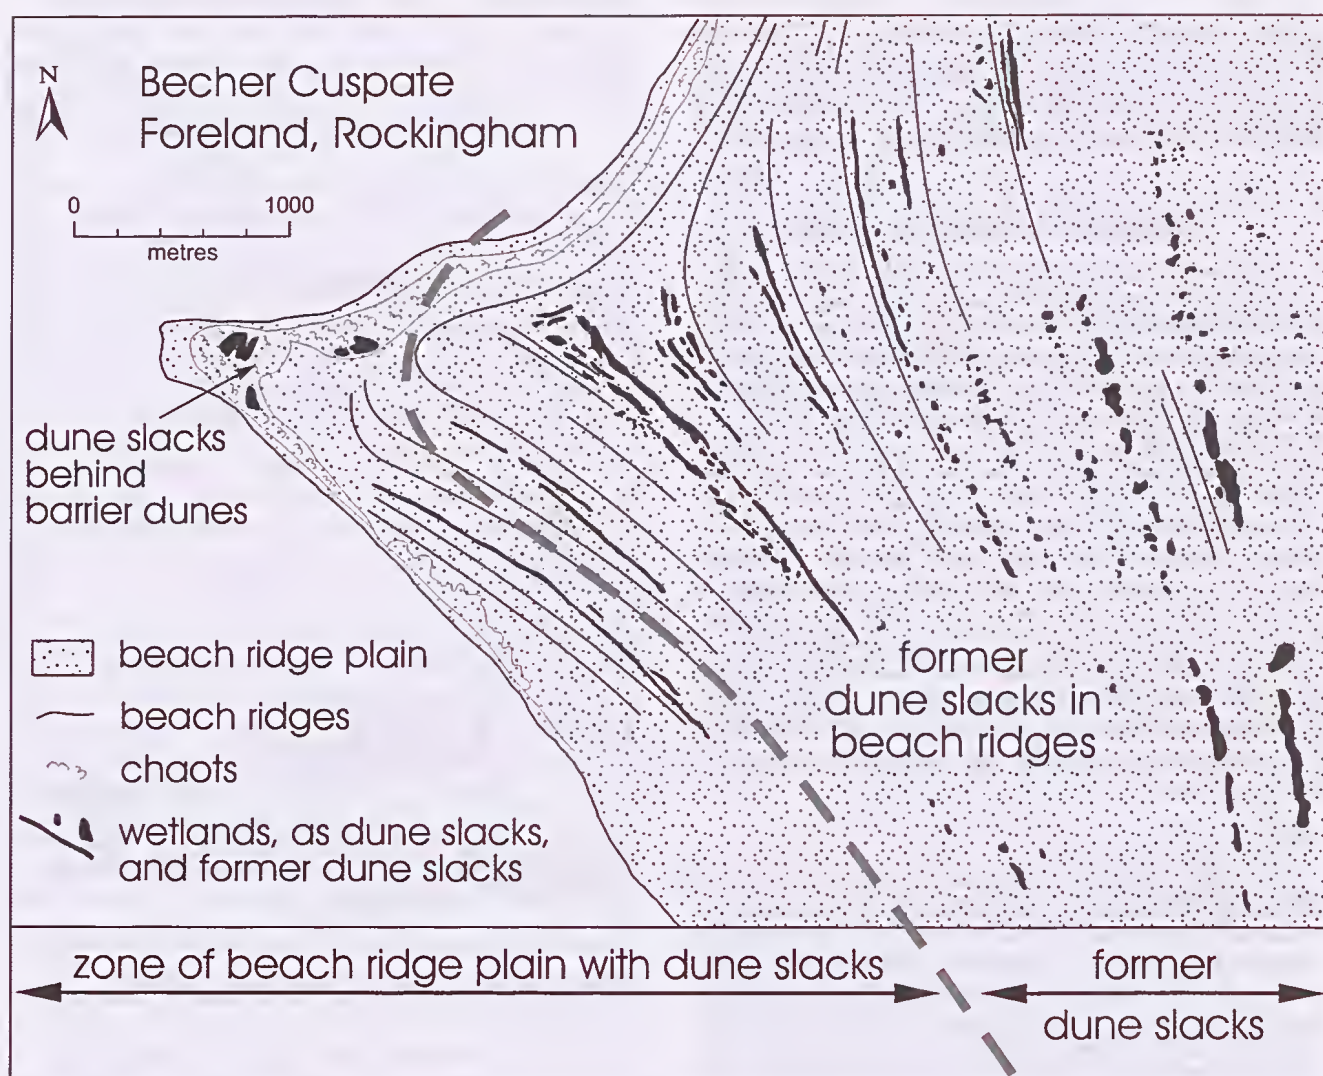 N
Becher Cuspate
Foreland, Rockingham
0 1000
metres
dune slacks
behind
barrier dunes
beach ridge plain
beach ridges
chaots
wetlands, as dune slacks,
and former dune slacks
former
dune slacks in
beach ridges
zone of beach ridge plain with dune slacks
former
dune slacks